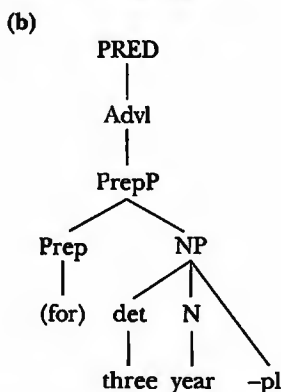 (b)
PRED
Advl
PrepP
Prep NP
(for) det N
three year –pl